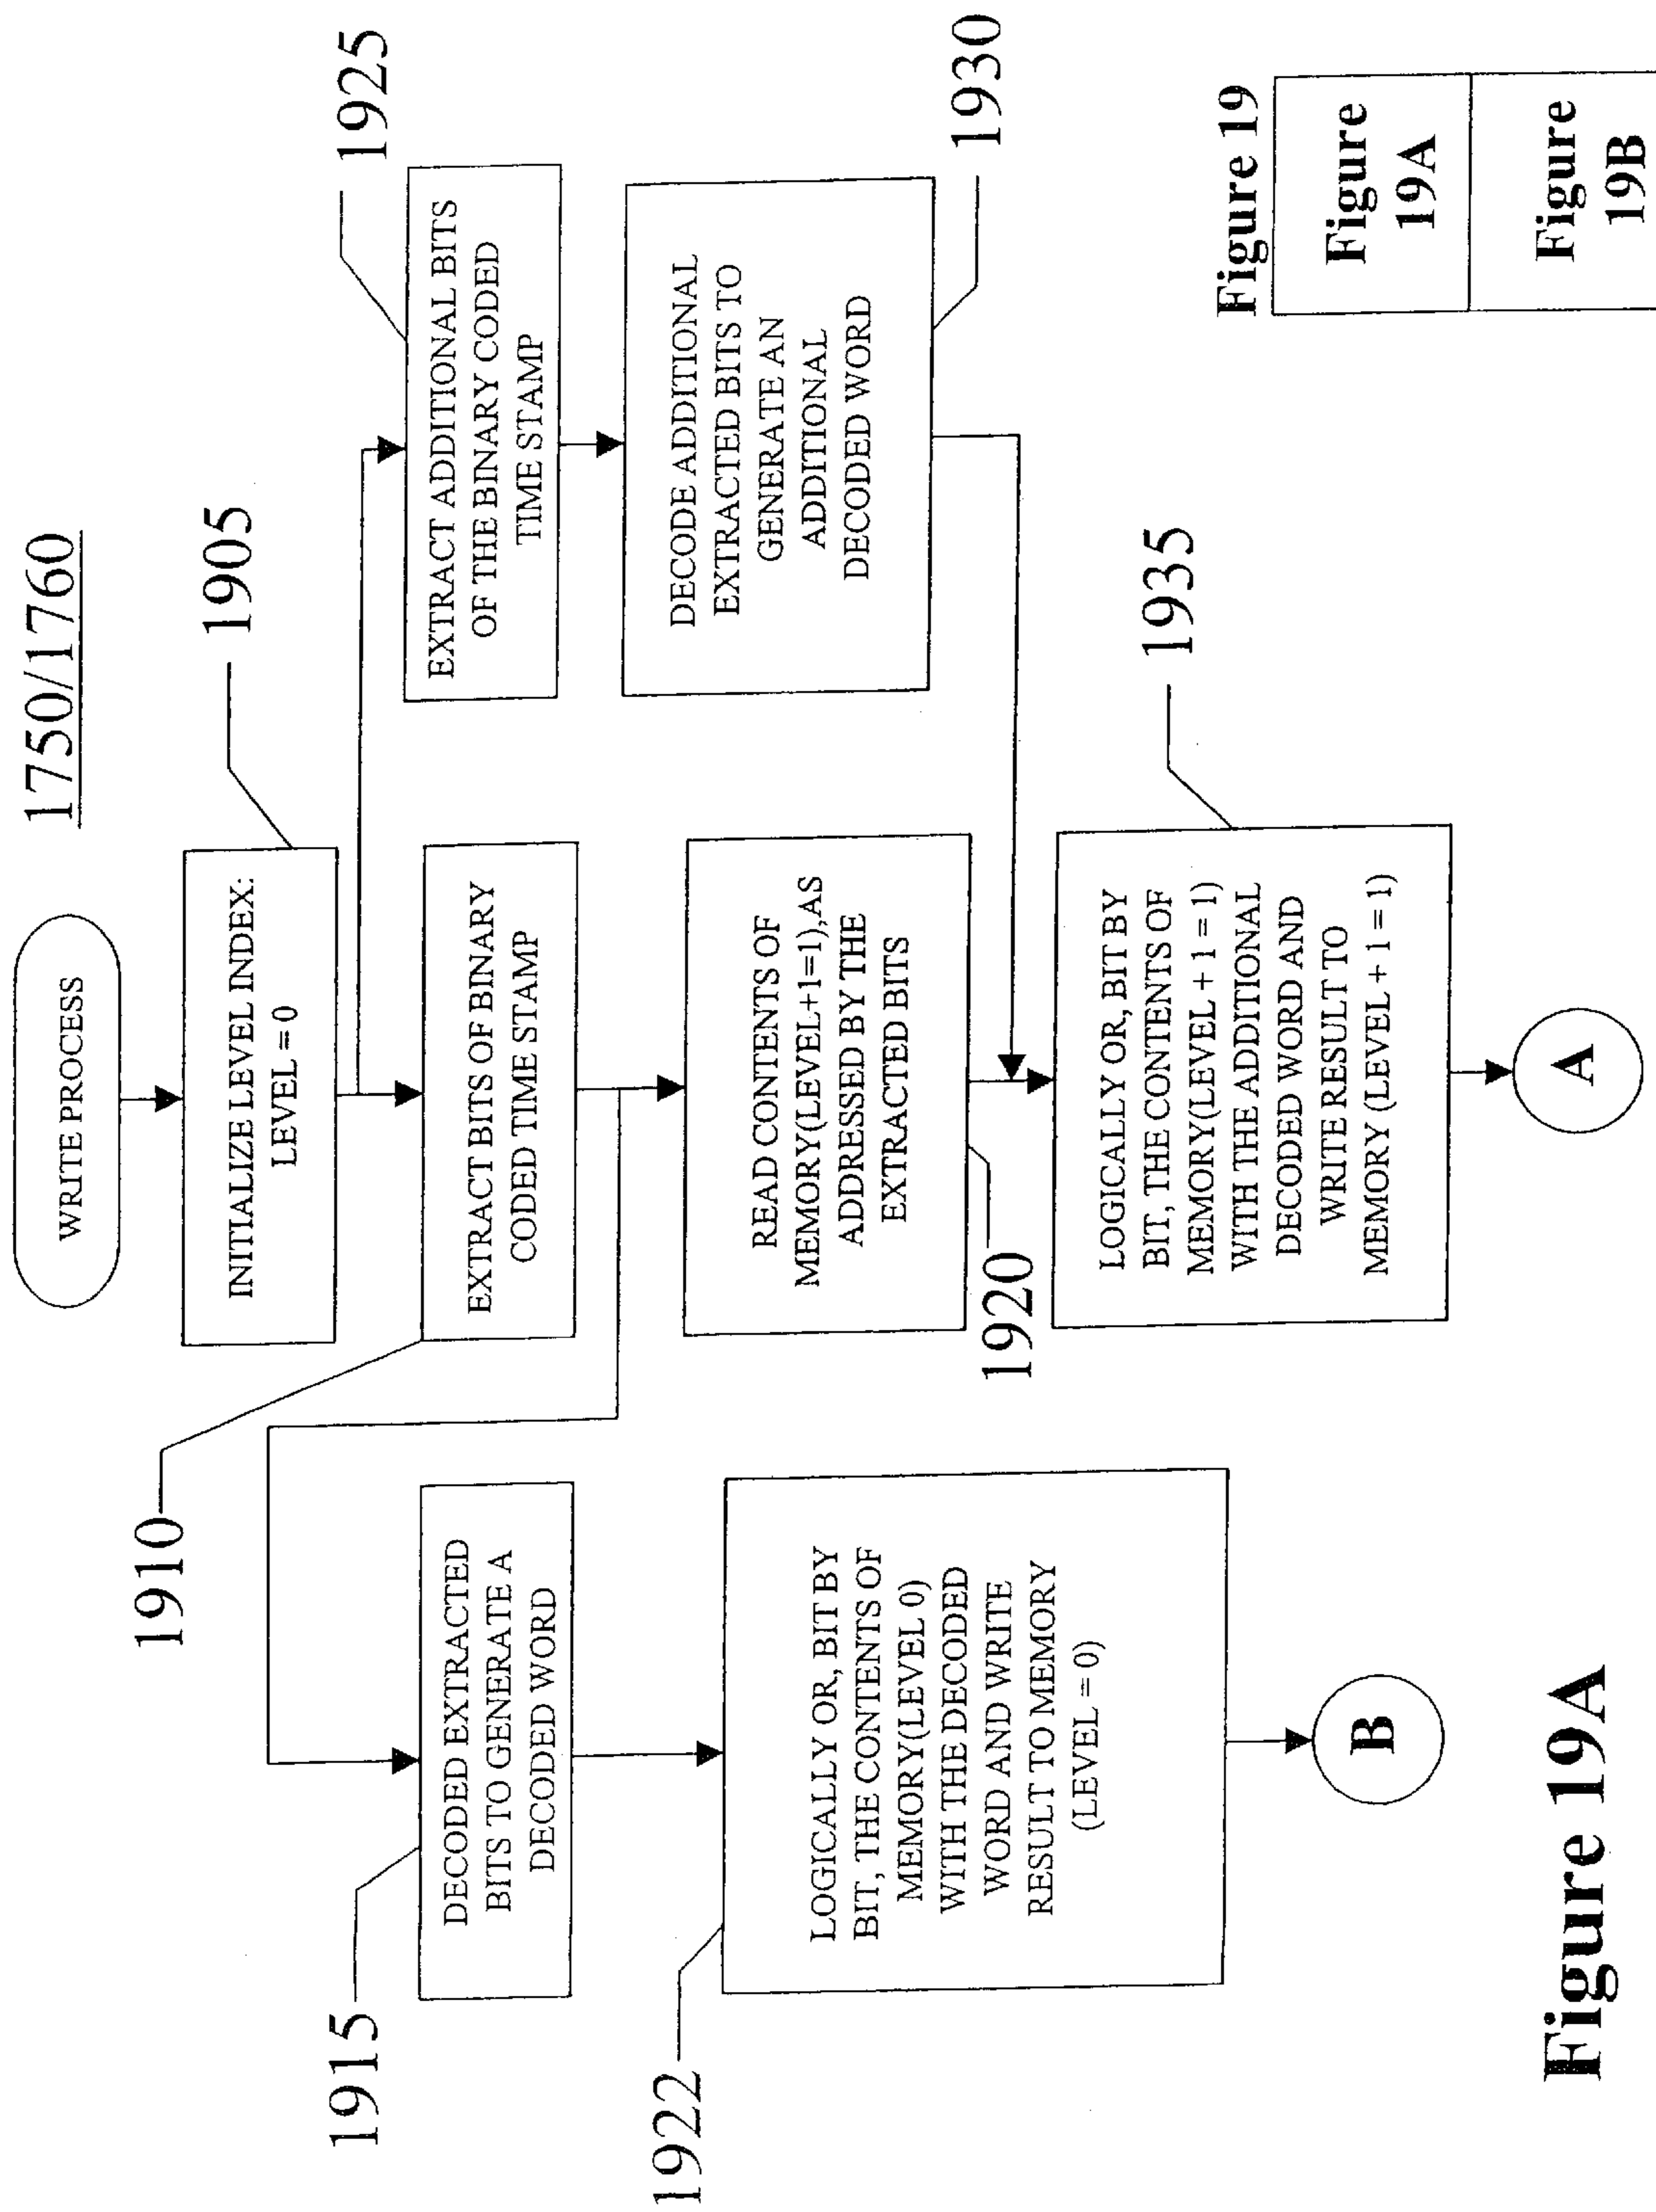 1750/1760
WRITE PROCESS
1905
INITIALIZE LEVEL INDEX:
LEVEL = 0
1910
EXTRACT BITS OF BINARY
CODED TIME STAMP
1925
EXTRACT ADDITIONAL BITS
OF THE BINARY CODED
TIME STAMP
1915
DECODED EXTRACTED
BITS TO GENERATE A
DECODED WORD
READ CONTENTS OF
MEMORY(LEVEL+1=1),AS
ADDRESSED BY THE
EXTRACTED BITS
1920
DECODE ADDITIONAL
EXTRACTED BITS TO
GENERATE AN
ADDITIONAL
DECODED WORD
1930
1922
LOGICALLY OR, BIT BY
BIT, THE CONTENTS OF
MEMORY(LEVEL 0)
WITH THE DECODED
WORD AND WRITE
RESULT TO MEMORY
(LEVEL = 0)
1935
LOGICALLY OR, BIT BY
BIT, THE CONTENTS OF
MEMORY(LEVEL + 1 = 1)
WITH THE ADDITIONAL
DECODED WORD AND
WRITE RESULT TO
MEMORY (LEVEL + 1 = 1)
B
A
Figure 19
Figure
19A
Figure
19B
Figure 19A